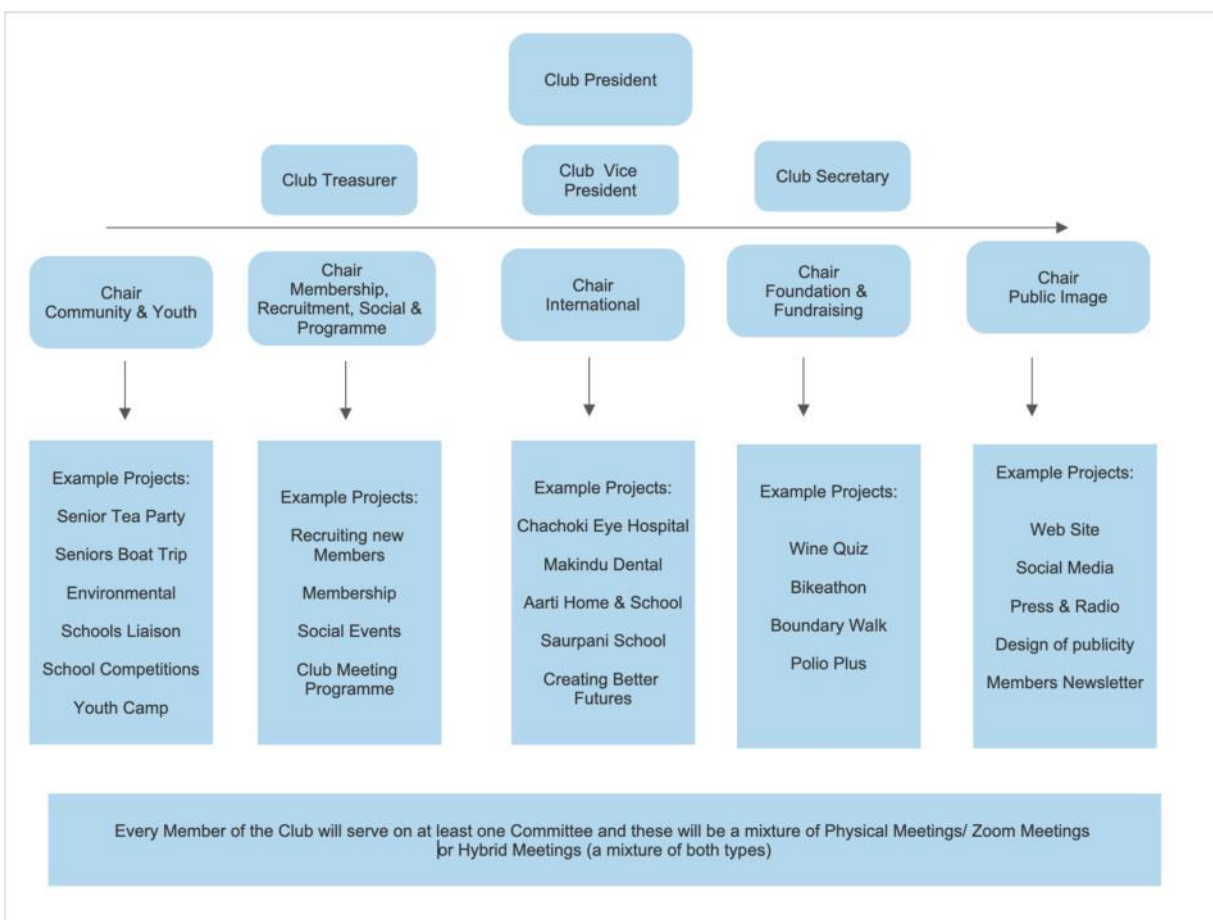 Club President
Club Treasurer
Club Vice
President
Club Secretary
Chair
Community & Youth
Chair
Membership,
Recruitment, Social &
Programme
Chair
International
Chair
Foundation &
Fundraising
Chair
Public Image
Example Projects:
Senior Tea Party
Seniors Boat Trip
Environmental
Schools Liaison
School Competitions
Youth Camp
Example Projects:
Recruiting new
Members
Membership
Social Events
Club Meeting
Programme
Example Projects:
Chachoki Eye Hospital
Makindu Dental
Aarti Home & School
Saurpani School
Creating Better
Futures
Example Projects:
Wine Quiz
Bikeathon
Boundary Walk
Polio Plus
Example Projects:
Web Site
Social Media
Press & Radio
Design of publicity
Members Newsletter
Every Member of the Club will serve on at least one Committee and these will be a mixture of Physical Meetings/ Zoom Meetings
or Hybrid Meetings (a mixture of both types)